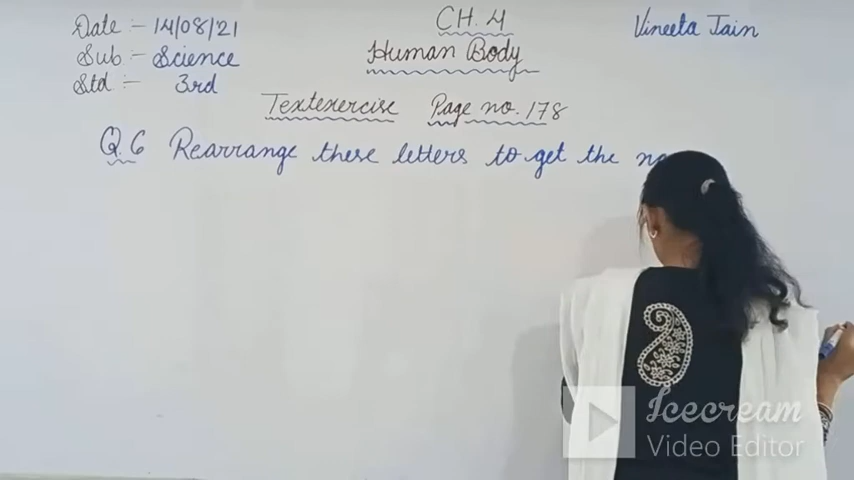 Date :- 14/08/21
Sub :- Science
Std :- 3rd
CH. 4
Human Body
Vineeta Jain
Textexercise Page no. 178
Q.6 Rearrange these letters to get the
Icecream
Video Editor